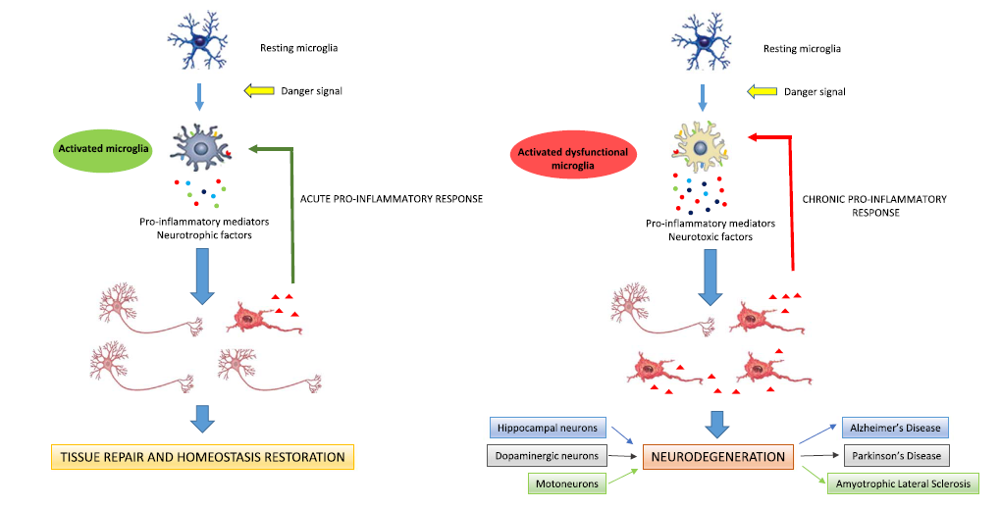 Resting microglia
Danger signal
Activated microglia
ACUTE PRO-INFLAMMATORY RESPONSE
Pro-inflammatory mediators
Neurotrophic factors
TISSUE REPAIR AND HOMEOSTASIS RESTORATION
Resting microglia
Danger signal
Activated dysfunctional
microglia
CHRONIC PRO-INFLAMMATORY
RESPONSE
Pro-inflammatory mediators
Neurotoxic factors
Hippocampal neurons
Dopaminergic neurons
Motoneurons
NEURODEGENERATION
Alzheimer's Disease
Parkinson's Disease
Amyotrophic Lateral Sclerosis